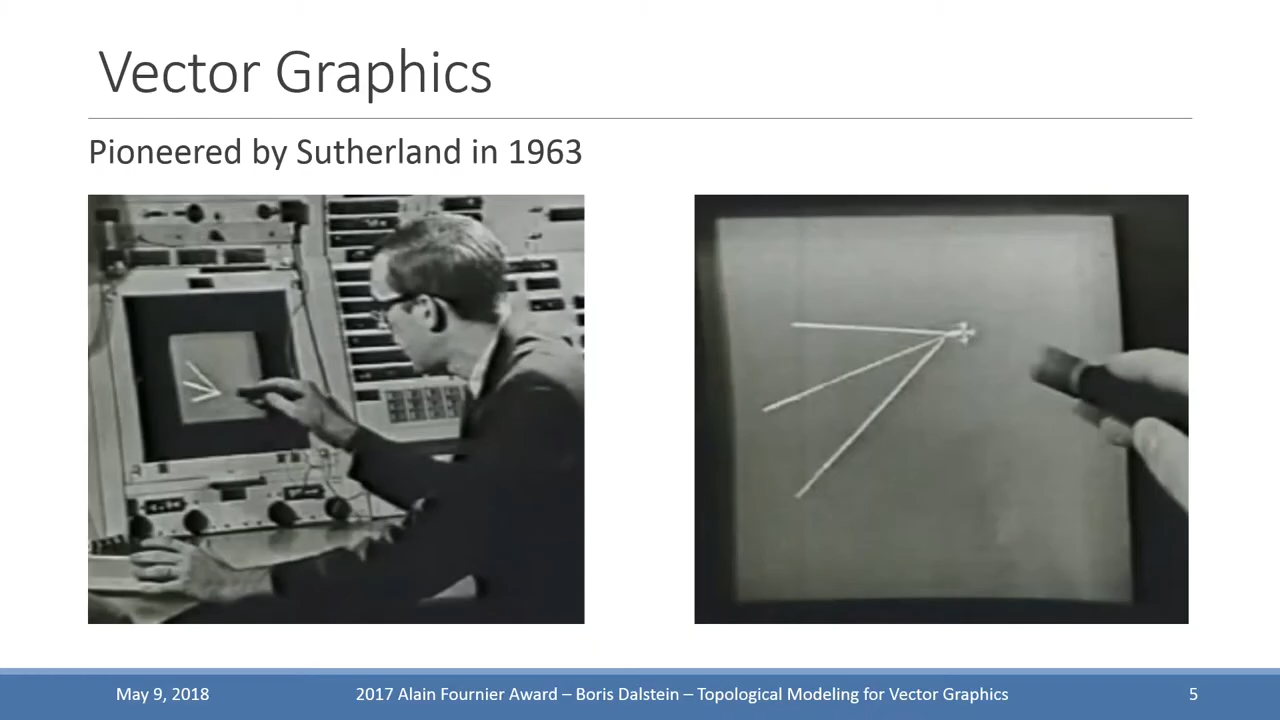 Vector Graphics
Pioneered by Sutherland in 1963
May 9, 2018
2017 Alain Fournier Award – Boris Dalstein – Topological Modeling for Vector Graphics
5